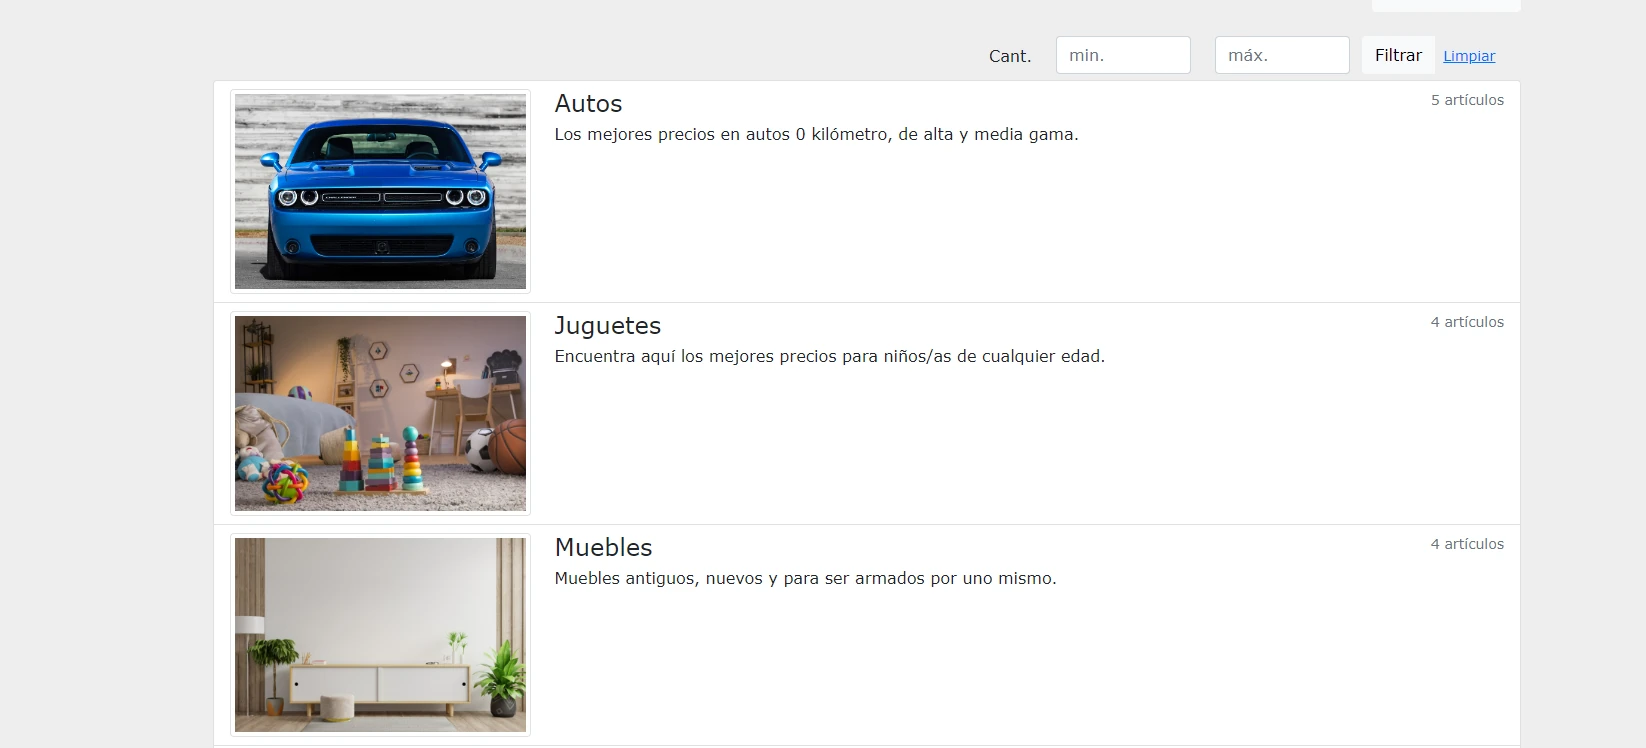 Cant. min. máx. Filtrar Limpiar
Autos
5 artículos
Los mejores precios en autos 0 kilómetro, de alta y media gama.
Juguetes
4 artículos
Encuentra aquí los mejores precios para niños/as de cualquier edad.
Muebles
4 artículos
Muebles antiguos, nuevos y para ser armados por uno mismo.